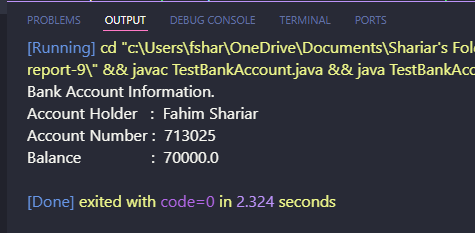 PROBLEMS OUTPUT DEBUG CONSOLE TERMINAL PORTS
[Running] cd "c:\Users\fshar\OneDrive\Documents\Shariar's Fol
report-9\" && javac TestBankAccount.java && java TestBankAcc
Bank Account Information.
Account Holder : Fahim Shariar
Account Number : 713025
Balance : 70000.0
[Done] exited with code=0 in 2.324 seconds